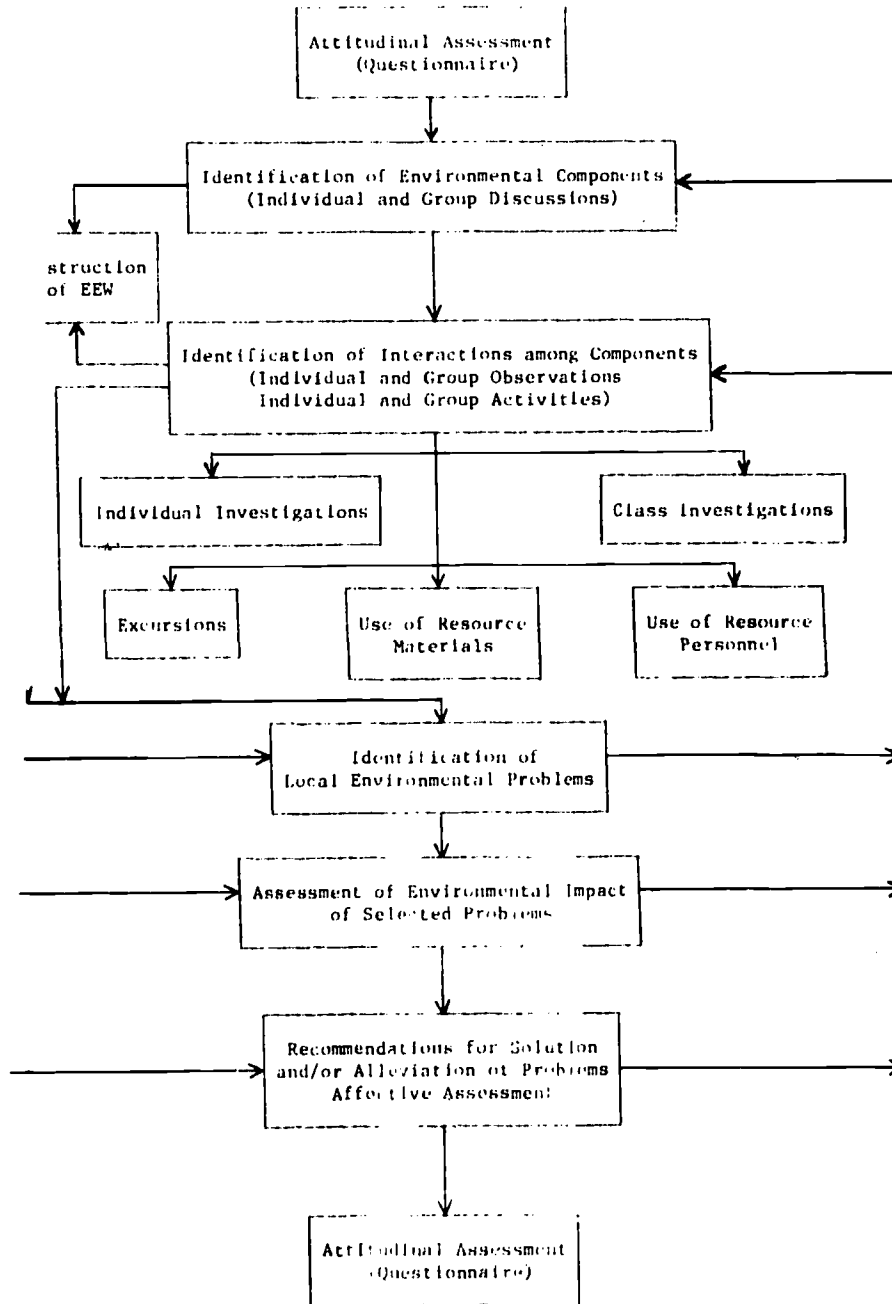 Attitudinal Assessment
(Questionnaire)
Identification of Environmental Components
(Individual and Group Discussions)
struction
of EEW
Identification of Interactions among Components
(Individual and Group Observations
Individual and Group Activities)
Individual Investigations
Class Investigations
Excursions
Use of Resource
Materials
Use of Resource
Personnel
Identification of
Local Environmental Problems
Assessment of Environmental Impact
of Selected Problems
Recommendations for Solution
and/or Alleviation of Problems
Affective Assessment
Attitudinal Assessment
(Questionnaire)